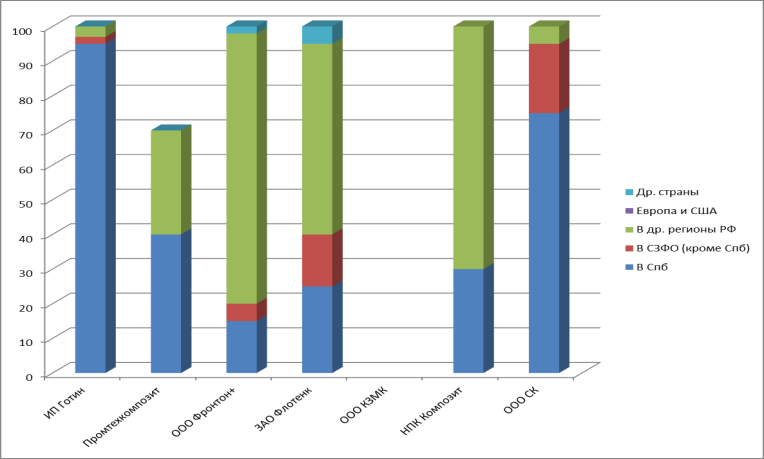 100
90
80
70
60
50
40
30
20
10
0
ИП Готин
Промтехкомпозит
ООО Фронтон+
ЗАО Флотенк
ООО КЗМК
НПК Композит
ООО СК
Др. страны
Европа и США
В др. регионы РФ
В СЗФО (кроме Спб)
В Спб